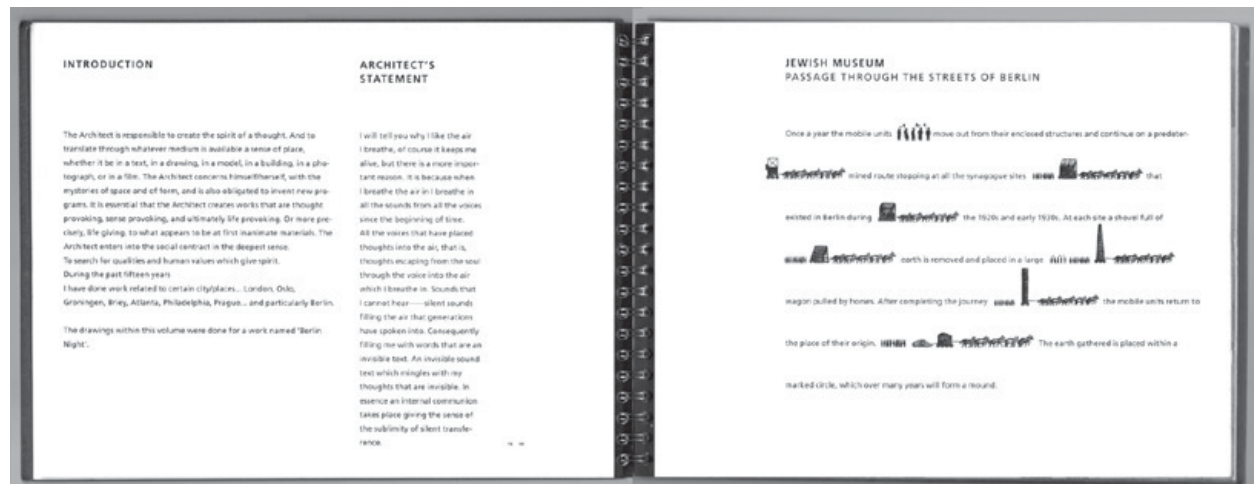 INTRODUCTION
The Architect is responsible to create the spirit of a thought. And to
translate through whatever medium is available a sense of place,
whether it be in a text, in a drawing, in a model, in a building, in a pho-
tograph, or in a film. The Architect concerns himself/herself, with the
mysteries of space and of form, and is also obligated to invent new pro-
grams. It is essential that the Architect creates works that are thought
provoking, sense provoking, and ultimately life provoking. Or more pre-
cisely, life giving, to what appears to be at first inanimate materials. The
Architect enters into the social contract in the deepest sense.
To search for qualities and human values which give spirit.
During the past fifteen years
I have done work related to certain city/places... London, Oslo,
Groningen, Briey, Atlanta, Philadelphia, Prague... and particularly Berlin.
The drawings within this volume were done for a work named 'Berlin
Night'.
ARCHITECT'S
STATEMENT
I will tell you why I like the air
I breathe, of course it keeps me
alive, but there is a more impor-
tant reason. It is because when
I breathe the air in I breathe in
all the sounds from all the voices
since the beginning of time.
All the voices that have placed
thoughts into the air, that is,
thoughts escaping from the soul
through the voice into the air
which I breathe in. Sounds that
I cannot hear — silent sounds
filling the air that generations
have spoken into. Consequently
filling me with words that are an
invisible text. An invisible sound
text which mingles with my
thoughts that are invisible. In
essence an internal communion
takes place giving the sense of
the sublimity of silent transfe-
rence.
JEWISH MUSEUM
PASSAGE THROUGH THE STREETS OF BERLIN
Once a year the mobile units move out from their enclosed structures and continue on a predeter-
mined route stopping at all the synagogue sites that
existed in Berlin during the 1920s and early 1930s. At each site a shovel full of
earth is removed and placed in a large
wagon pulled by horses. After completing the journey the mobile units return to
the place of their origin. The earth gathered is placed within a
marked circle, which over many years will form a mound.